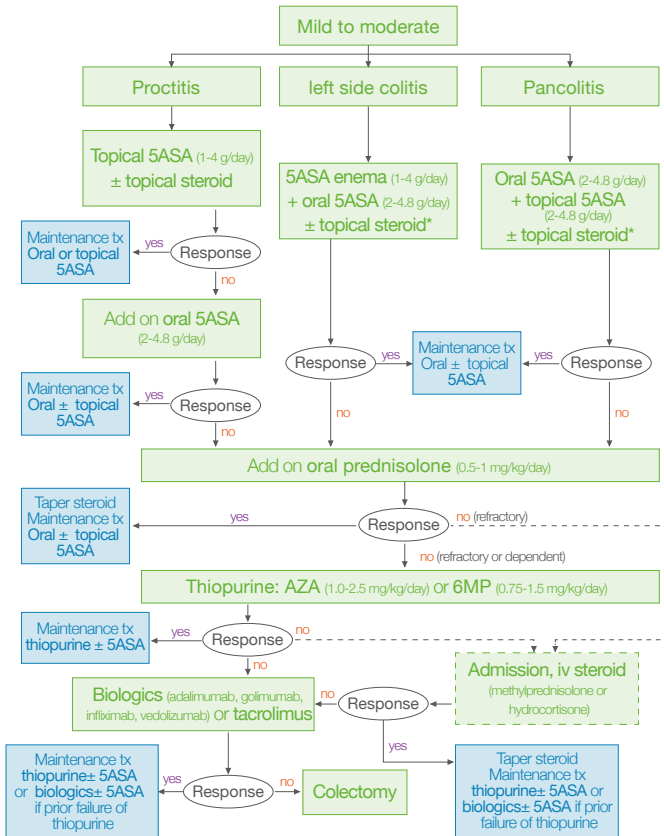 Mild to moderate
Proctitis
left side colitis
Pancolitis
Topical 5ASA (1-4 g/day)
± topical steroid
5ASA enema (1-4 g/day)
+ oral 5ASA (2-4.8 g/day)
± topical steroid*
Oral 5ASA (2-4.8 g/day)
+ topical 5ASA
(2-4.8 g/day)
± topical steroid*
Maintenance tx
Oral or topical
5ASA
yes
Response
no
Add on oral 5ASA
(2-4.8 g/day)
Response
yes
Maintenance tx
Oral ± topical
5ASA
yes
Response
Maintenance tx
Oral ± topical
5ASA
yes
Response
no
no
no
Add on oral prednisolone (0.5-1 mg/kg/day)
Taper steroid
Maintenance tx
Oral ± topical
5ASA
yes
Response
no (refractory)
no (refractory or dependent)
Thiopurine: AZA (1.0-2.5 mg/kg/day) or 6MP (0.75-1.5 mg/kg/day)
Maintenance tx
thiopurine± 5ASA
yes
Response
no
no
Admission, iv steroid
(methylprednisolone or
hydrocortisone)
Biologics (adalimumab, golimumab,
infliximab, vedolizumab) or tacrolimus
no
Response
yes
Maintenance tx
thiopurine± 5ASA
or biologics± 5ASA
if prior failure of
thiopurine
yes
Response
no
Colectomy
Taper steroid
Maintenance tx
thiopurine± 5ASA or
biologics± 5ASA if prior
failure of thiopurine